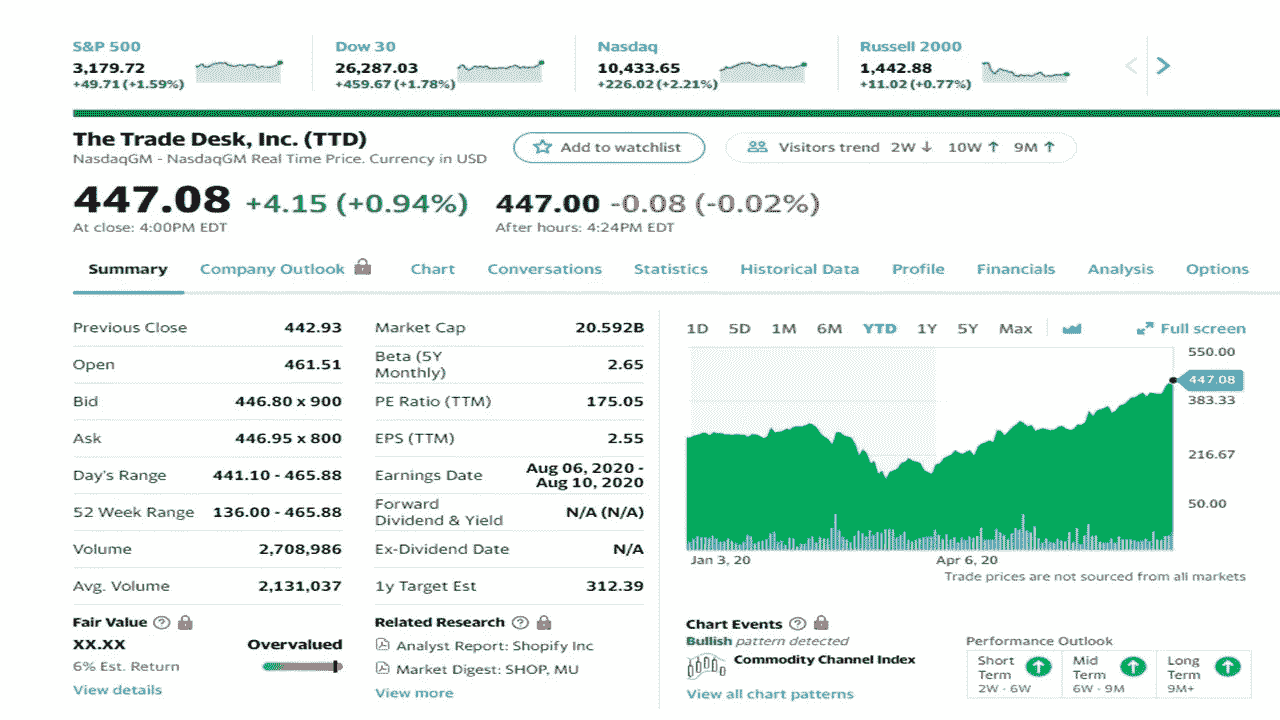 S&P 500 Dow 30 Nasdaq Russell 2000
3,179.72 26,287.03 10,433.65 1,442.88
+49.71 (+1.59%) +459.67 (+1.78%) +226.02 (+2.21%) +11.02 (+0.77%)
The Trade Desk, Inc. (TTD)
NasdaqGM - NasdaqGM Real Time Price. Currency in USD
Add to watchlist
Visitors trend 2W ↓ 10W ↑ 9M ↑
447.08 +4.15 (+0.94%) 447.00 -0.08 (-0.02%)
At close: 4:00PM EDT After hours: 4:24PM EDT
Summary Company Outlook Chart Conversations Statistics Historical Data Profile Financials Analysis Options
Previous Close 442.93
Open 461.51
Bid 446.80 x 900
Ask 446.95 x 800
Day's Range 441.10 - 465.88
52 Week Range 136.00 - 465.88
Volume 2,708,986
Avg. Volume 2,131,037
Market Cap 20.592B
Beta (5Y
Monthly) 2.65
PE Ratio (TTM) 175.05
EPS (TTM) 2.55
Earnings Date Aug 06, 2020 -
Aug 10, 2020
Forward
Dividend & Yield N/A (N/A)
Ex-Dividend Date N/A
1y Target Est 312.39
1D 5D 1M 6M YTD 1Y 5Y Max Full screen
550.00
447.08
383.33
216.67
50.00
Jan 3, 20 Apr 6, 20
Trade prices are not sourced from all markets
Fair Value
XX.XX Overvalued
6% Est. Return
View details
Related Research
Analyst Report: Shopify Inc
Market Digest: SHOP, MU
View more
Chart Events
Bullish pattern detected
Commodity Channel Index
View all chart patterns
Performance Outlook
Short
Term
2W - 6W
Mid
Term
6W - 9M
Long
Term
9M+